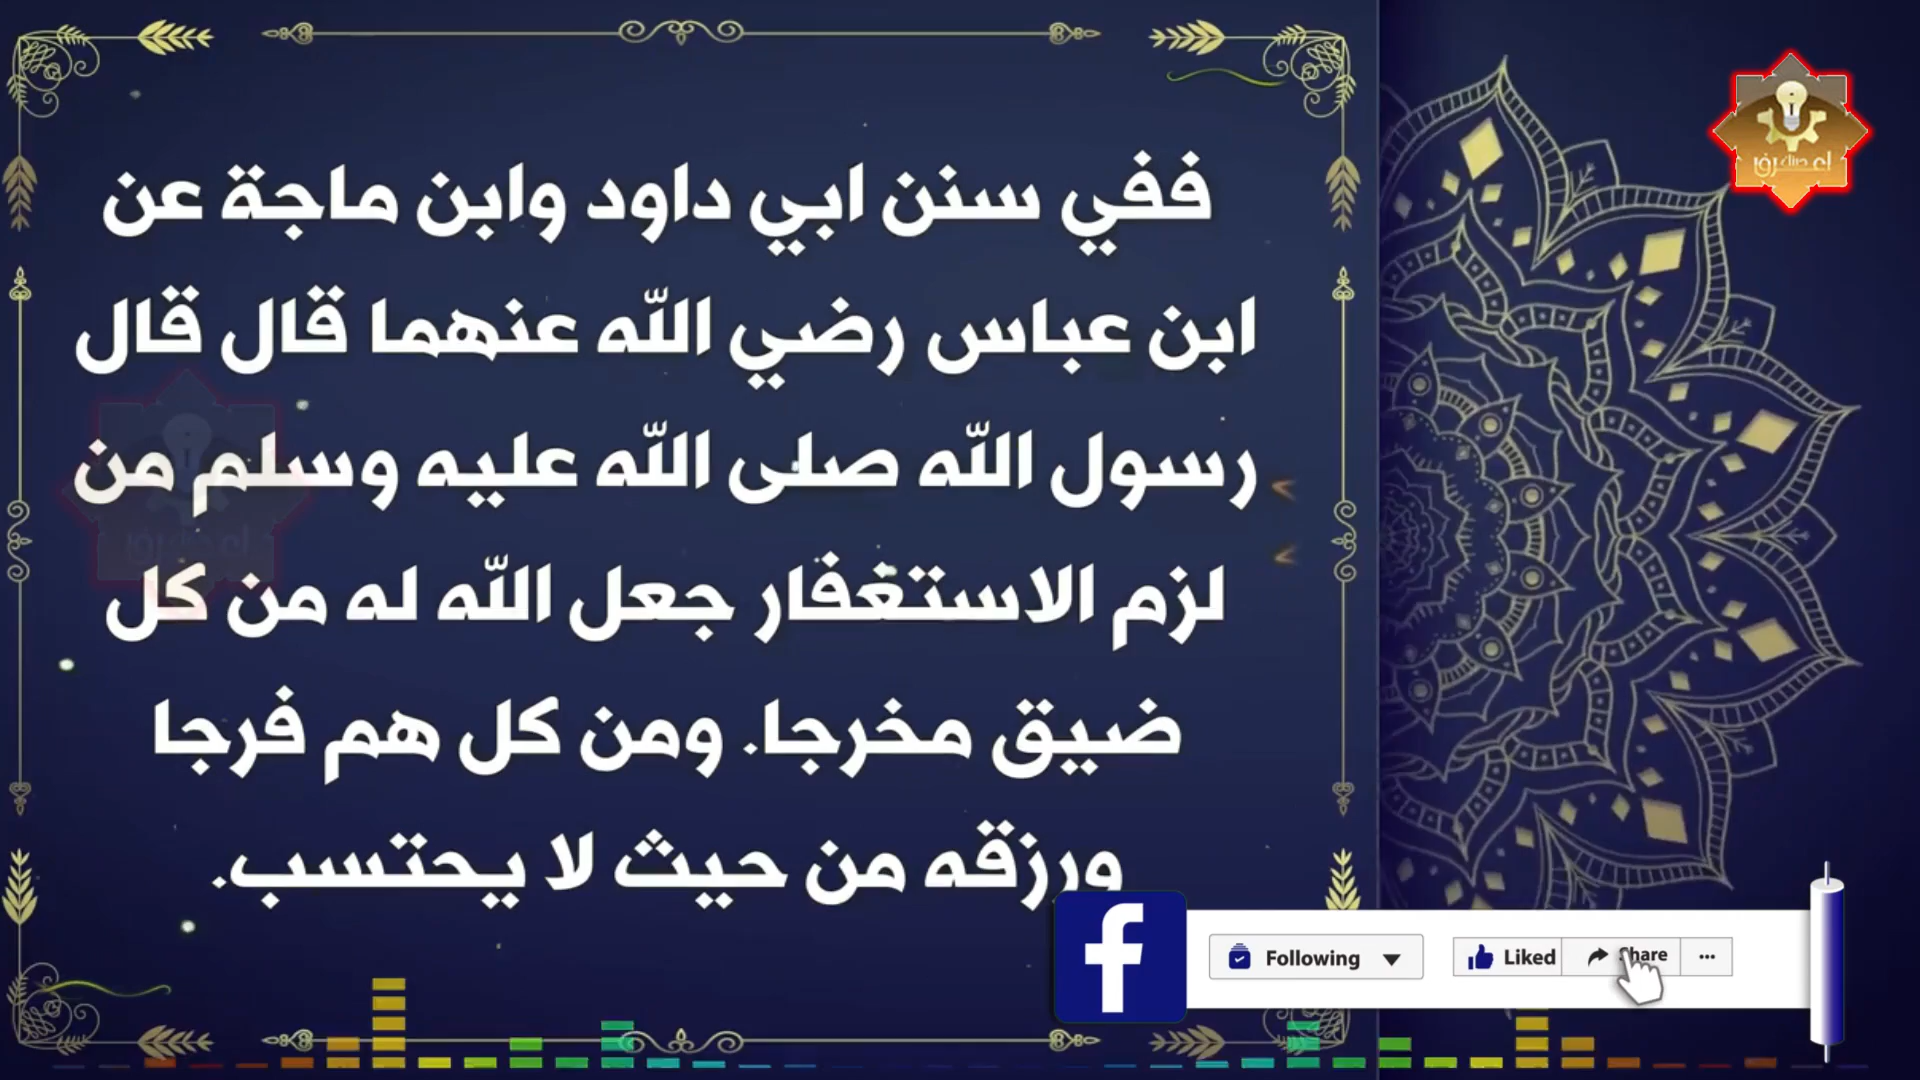 ففي سنن ابي داود وابن ماجة عن
ابن عباس رضي الله عنهما قال قال
رسول الله صلى الله عليه وسلم من
لزم الاستغفار جعل الله له من كل
ضيق مخرجا. ومن كل هم فرجا
ورزقه من حيث لا يحتسب.
Following
Liked
Share